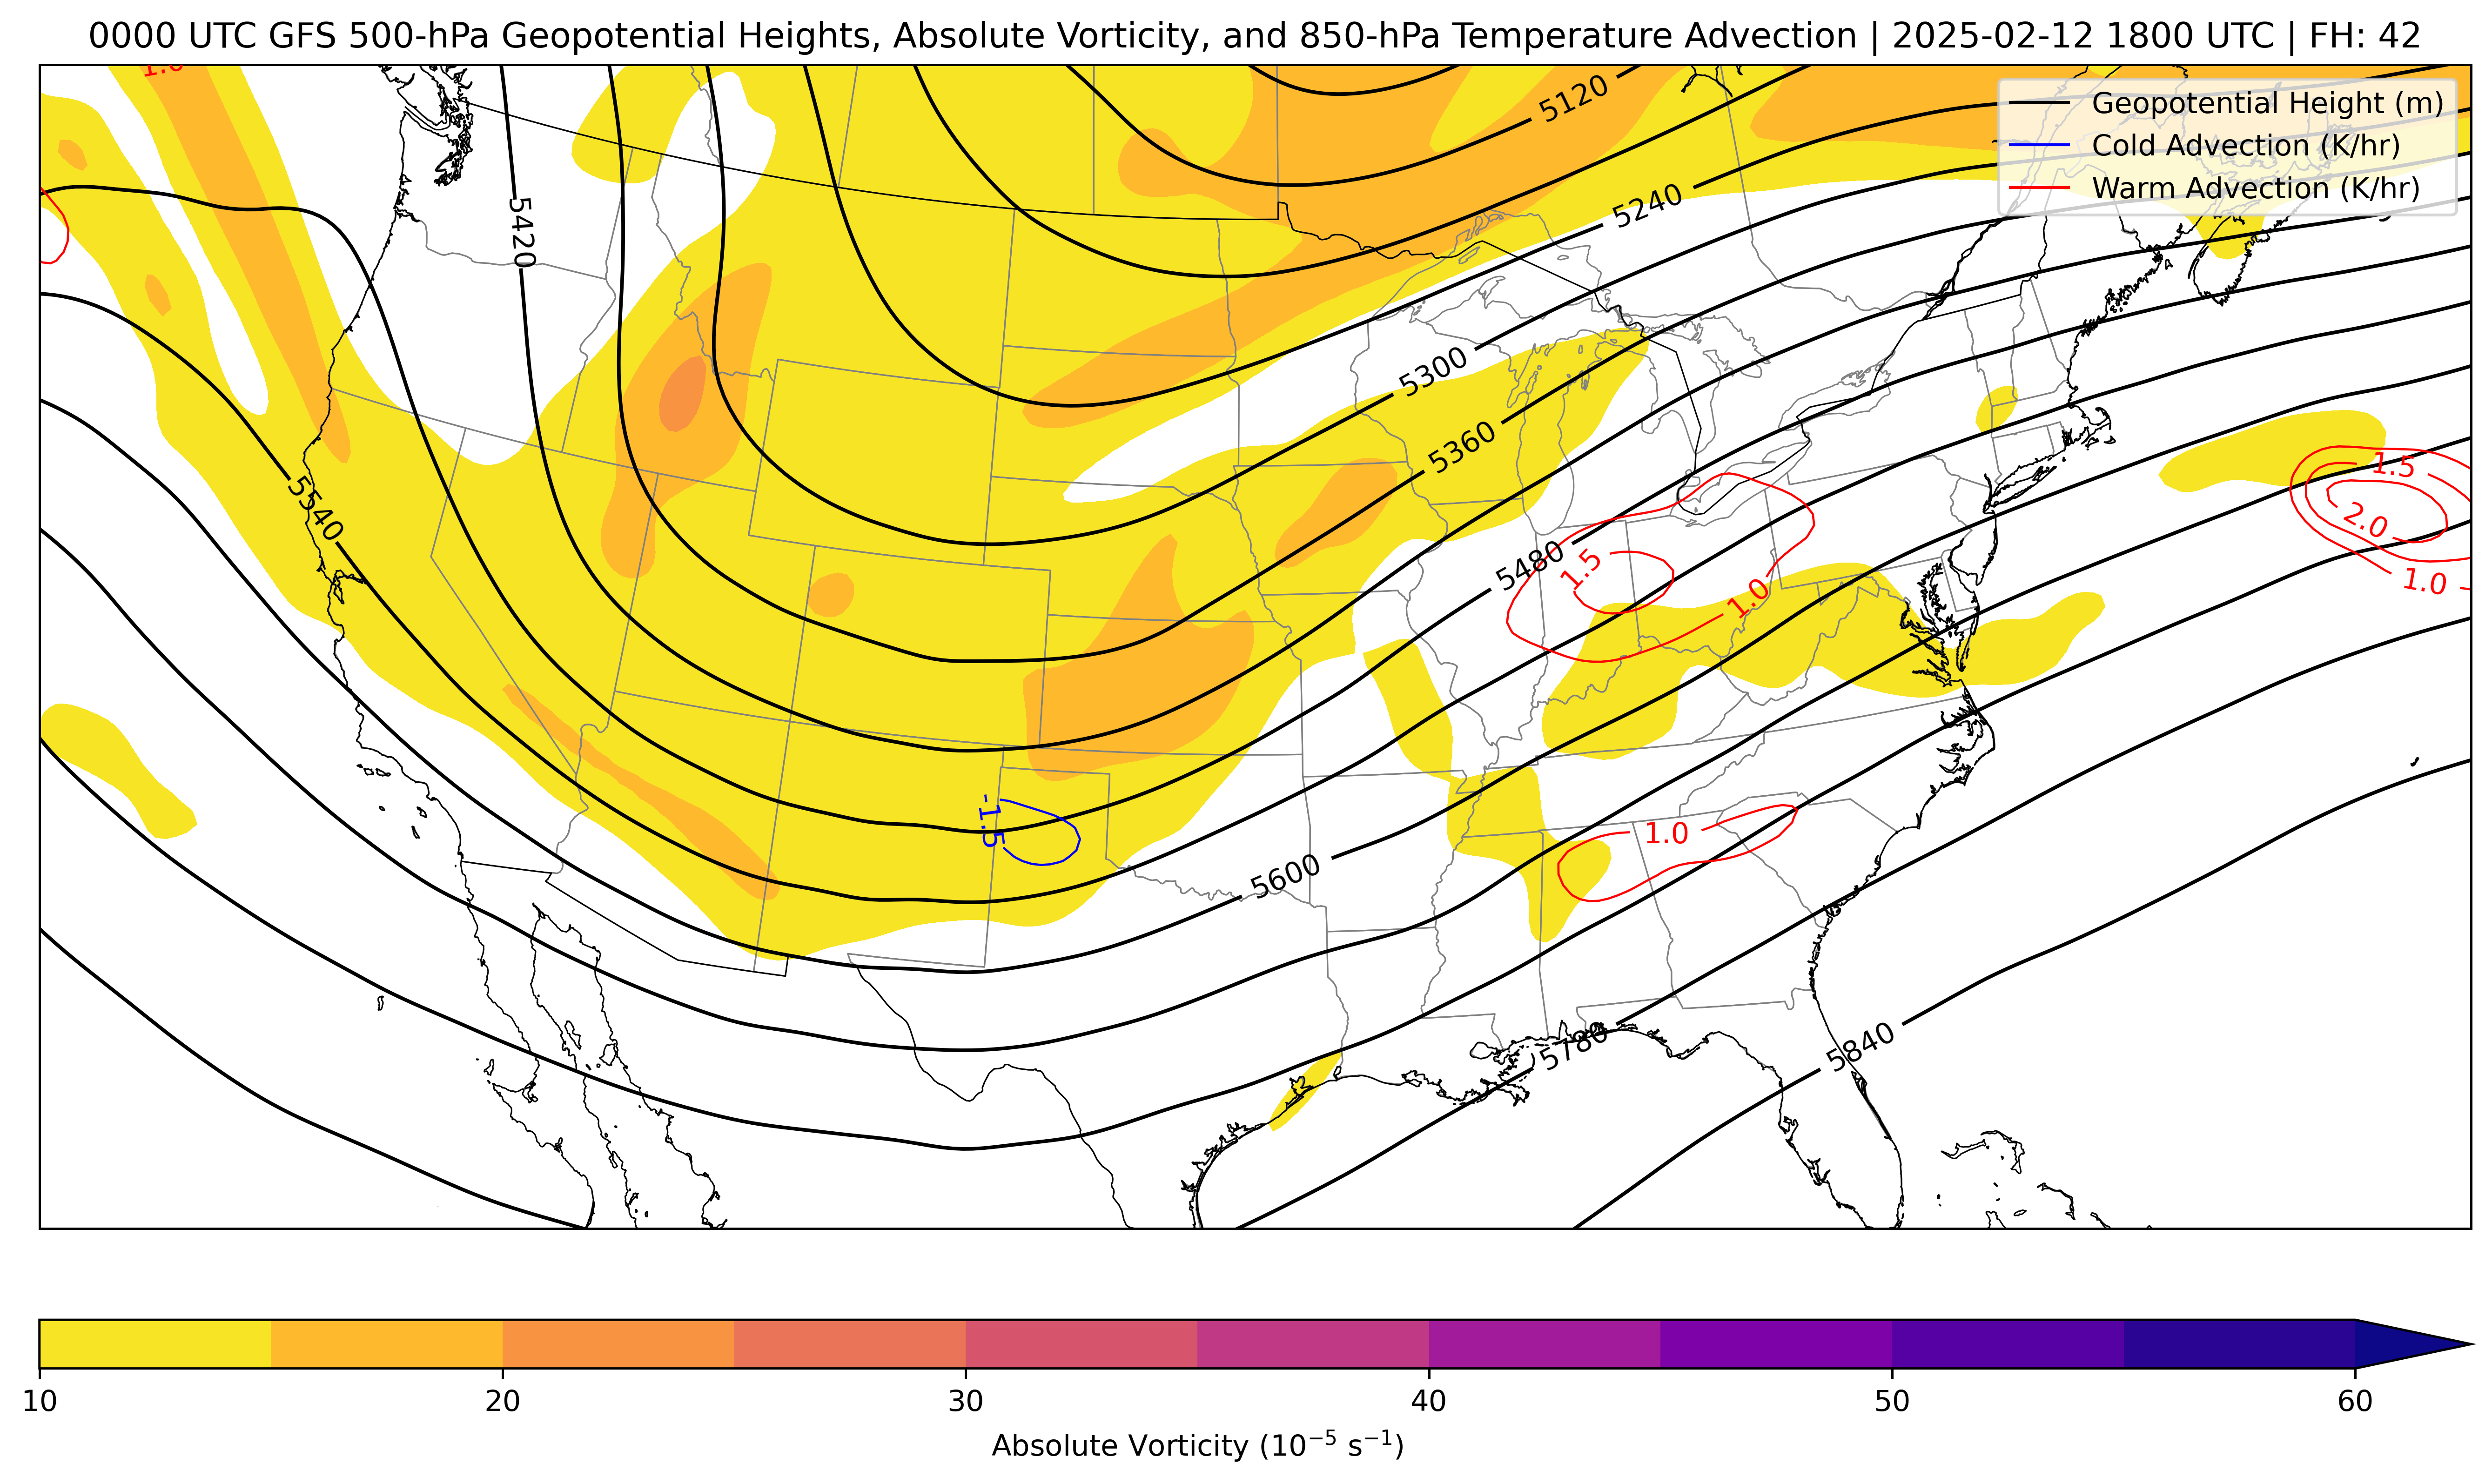 0000 UTC GFS 500-hPa Geopotential Heights, Absolute Vorticity, and 850-hPa Temperature Advection | 2025-02-12 1800 UTC | FH: 42
Geopotential Height (m)
Cold Advection (K/hr)
Warm Advection (K/hr)
5120
5240
5420
5300
5360
1.5
2.0
1.0
5540
5480
1.5
1.0
-1.5
1.0
5600
5780
5840
10 20 30 40 50 60
Absolute Vorticity (10⁻⁵ s⁻¹)